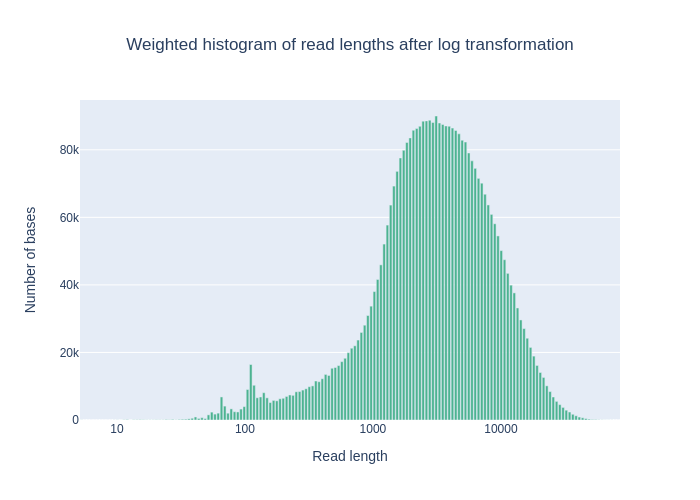 Weighted histogram of read lengths after log transformation
Number of bases
80k
60k
40k
20k
0
10 100 1000 10000
Read length